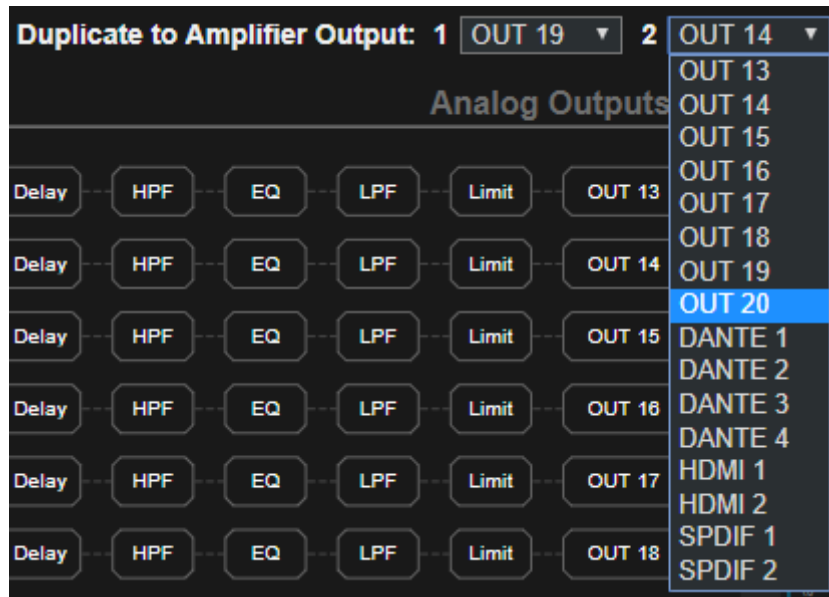 Duplicate to Amplifier Output: 1 OUT 19 2 OUT 14
Analog Outputs
Delay HPF EQ LPF Limit OUT 13
Delay HPF EQ LPF Limit OUT 14
Delay HPF EQ LPF Limit OUT 15
Delay HPF EQ LPF Limit OUT 16
Delay HPF EQ LPF Limit OUT 17
Delay HPF EQ LPF Limit OUT 18
OUT 13
OUT 14
OUT 15
OUT 16
OUT 17
OUT 18
OUT 19
OUT 20
DANTE 1
DANTE 2
DANTE 3
DANTE 4
HDMI 1
HDMI 2
SPDIF 1
SPDIF 2